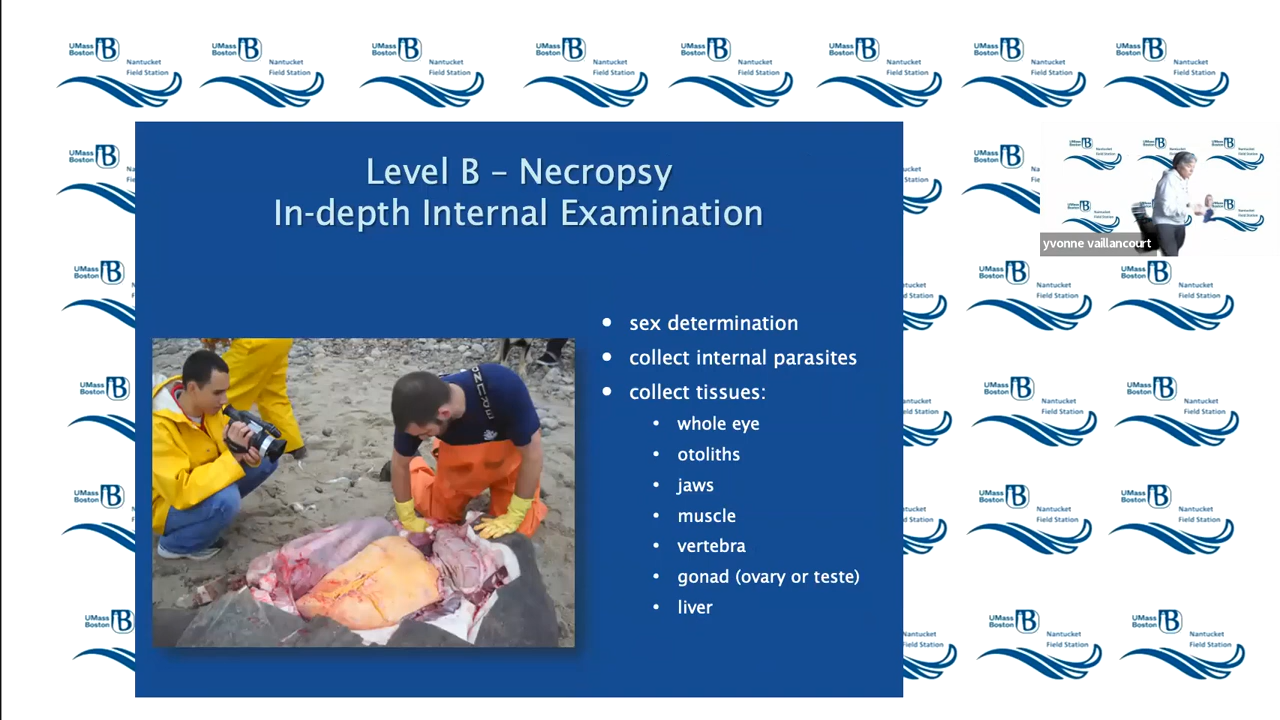 UMass Boston
Nantucket Field Station
Level B – Necropsy
In-depth Internal Examination
sex determination
collect internal parasites
collect tissues:
whole eye
otoliths
jaws
muscle
vertebra
gonad (ovary or teste)
liver
yvonne vaillancourt